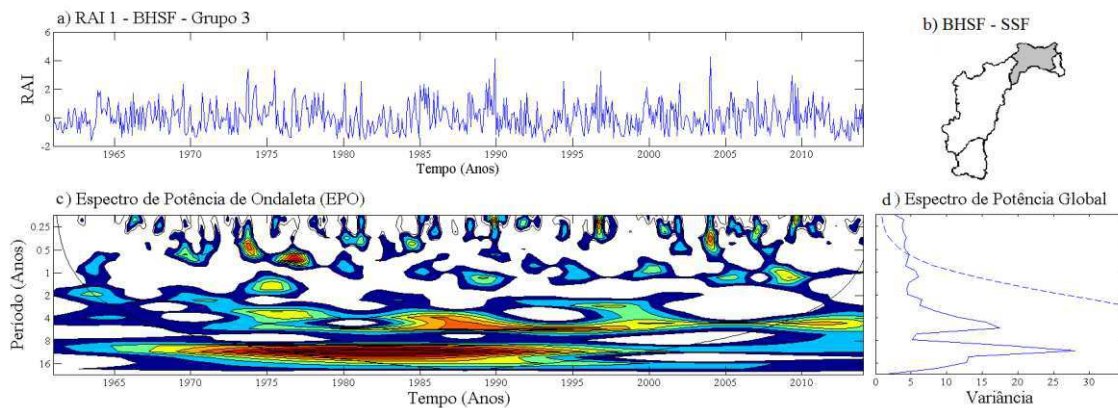 a) RAI 1 - BHSF - Grupo 3
RAI
6
4
2
0
-2
1965 1970 1975 1980 1985 1990 1995 2000 2005 2010
Tempo (Anos)
b) BHSF - SSF
c) Espectro de Potência de Ondaleta (EPO)
Período (Anos)
0.25
0.5
1
2
4
8
16
1965 1970 1975 1980 1985 1990 1995 2000 2005 2010
Tempo (Anos)
d) Espectro de Potência Global
0 5 10 15 20 25 30
Variância